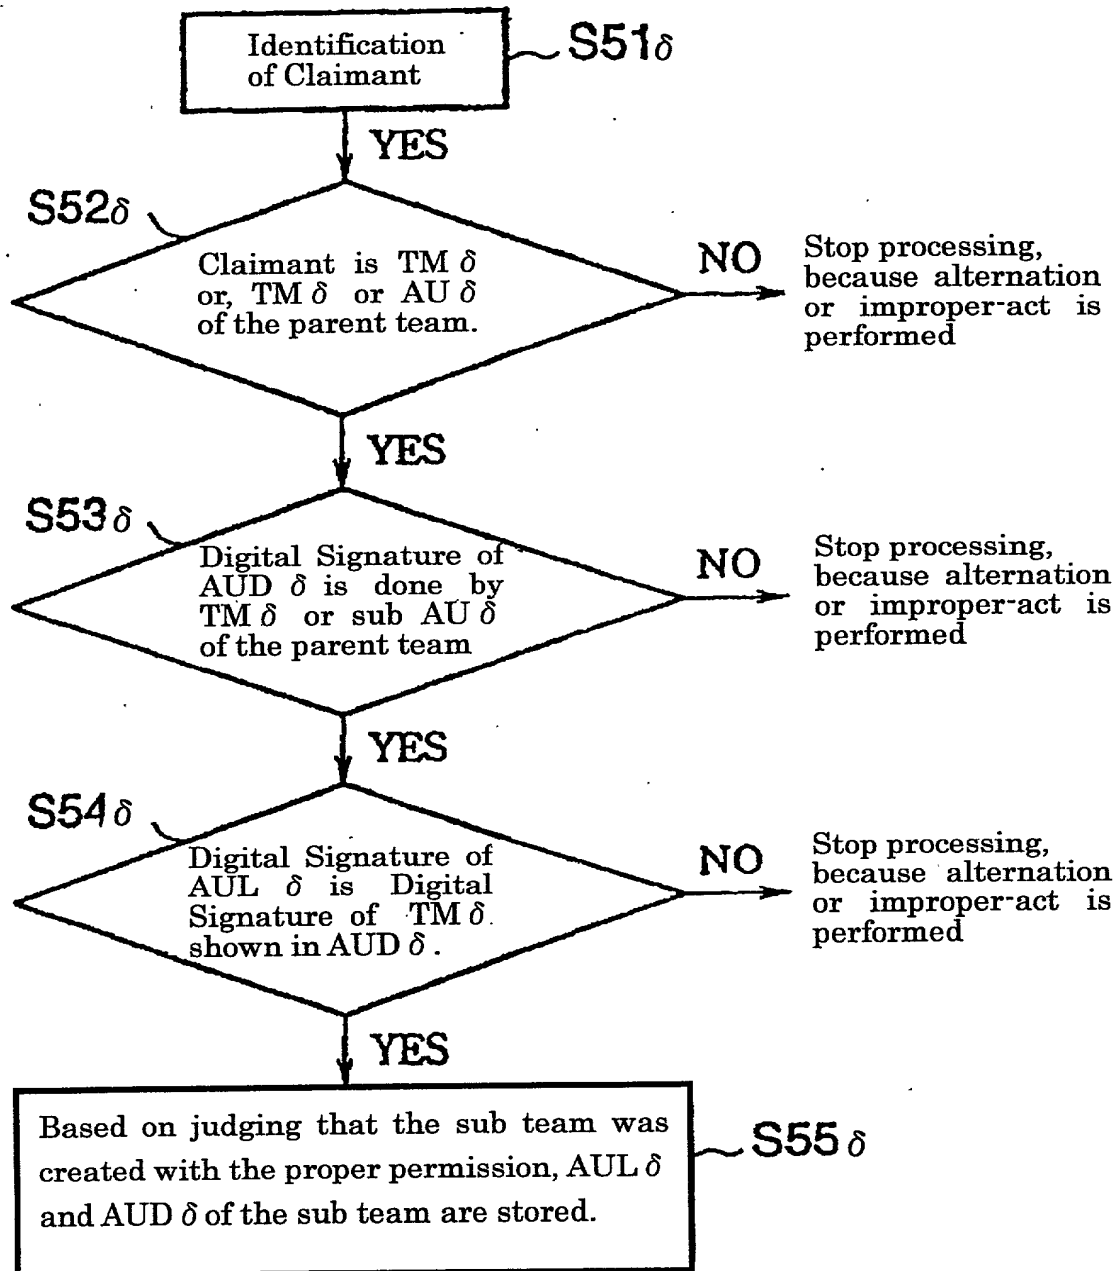 Identification
of Claimant
S51δ
YES
S52δ
Claimant is TM δ
or, TM δ or AU δ
of the parent team.
NO
Stop processing,
because alternation
or improper-act is
performed
YES
S53δ
Digital Signature of
AUD δ is done by
TM δ or sub AU δ
of the parent team
NO
Stop processing,
because alternation
or improper-act is
performed
YES
S54δ
Digital Signature of
AUL δ is Digital
Signature of TM δ
shown in AUD δ.
NO
Stop processing,
because alternation
or improper-act is
performed
YES
Based on judging that the sub team was
created with the proper permission, AUL δ
and AUD δ of the sub team are stored.
S55δ